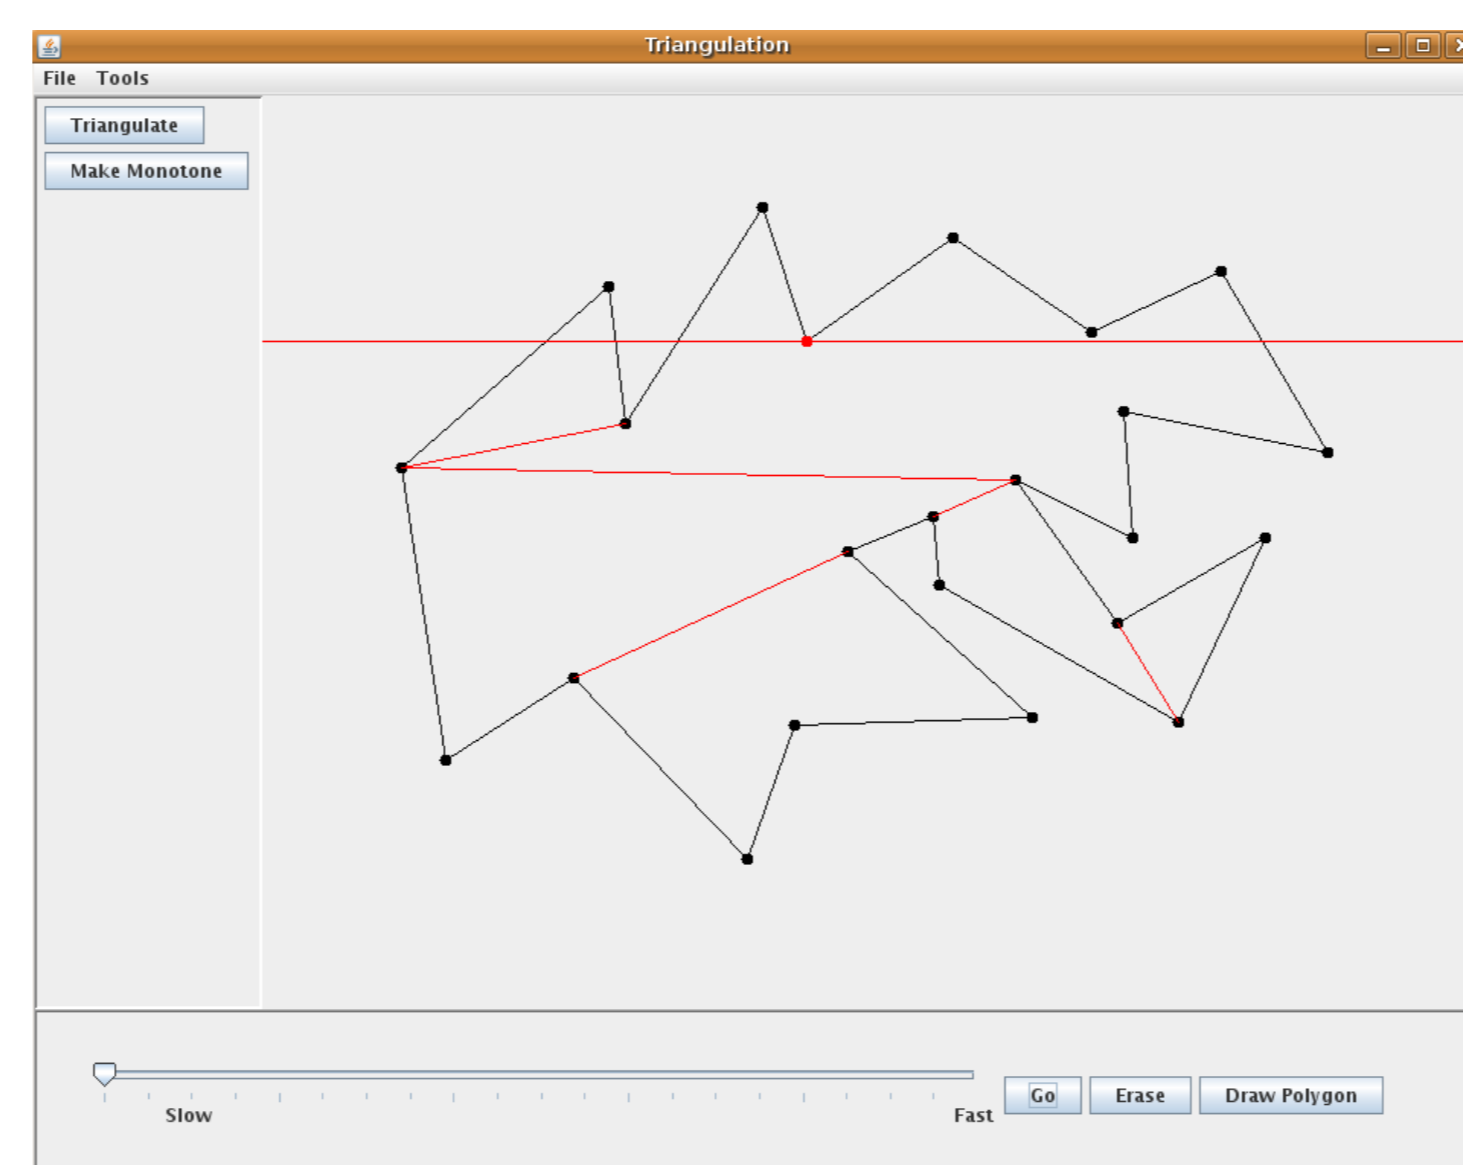 Triangulation
File Tools
Triangulate
Make Monotone
Slow Fast
Go Erase Draw Polygon